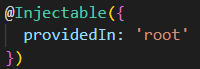 @Injectable({
  providedIn: 'root'
})